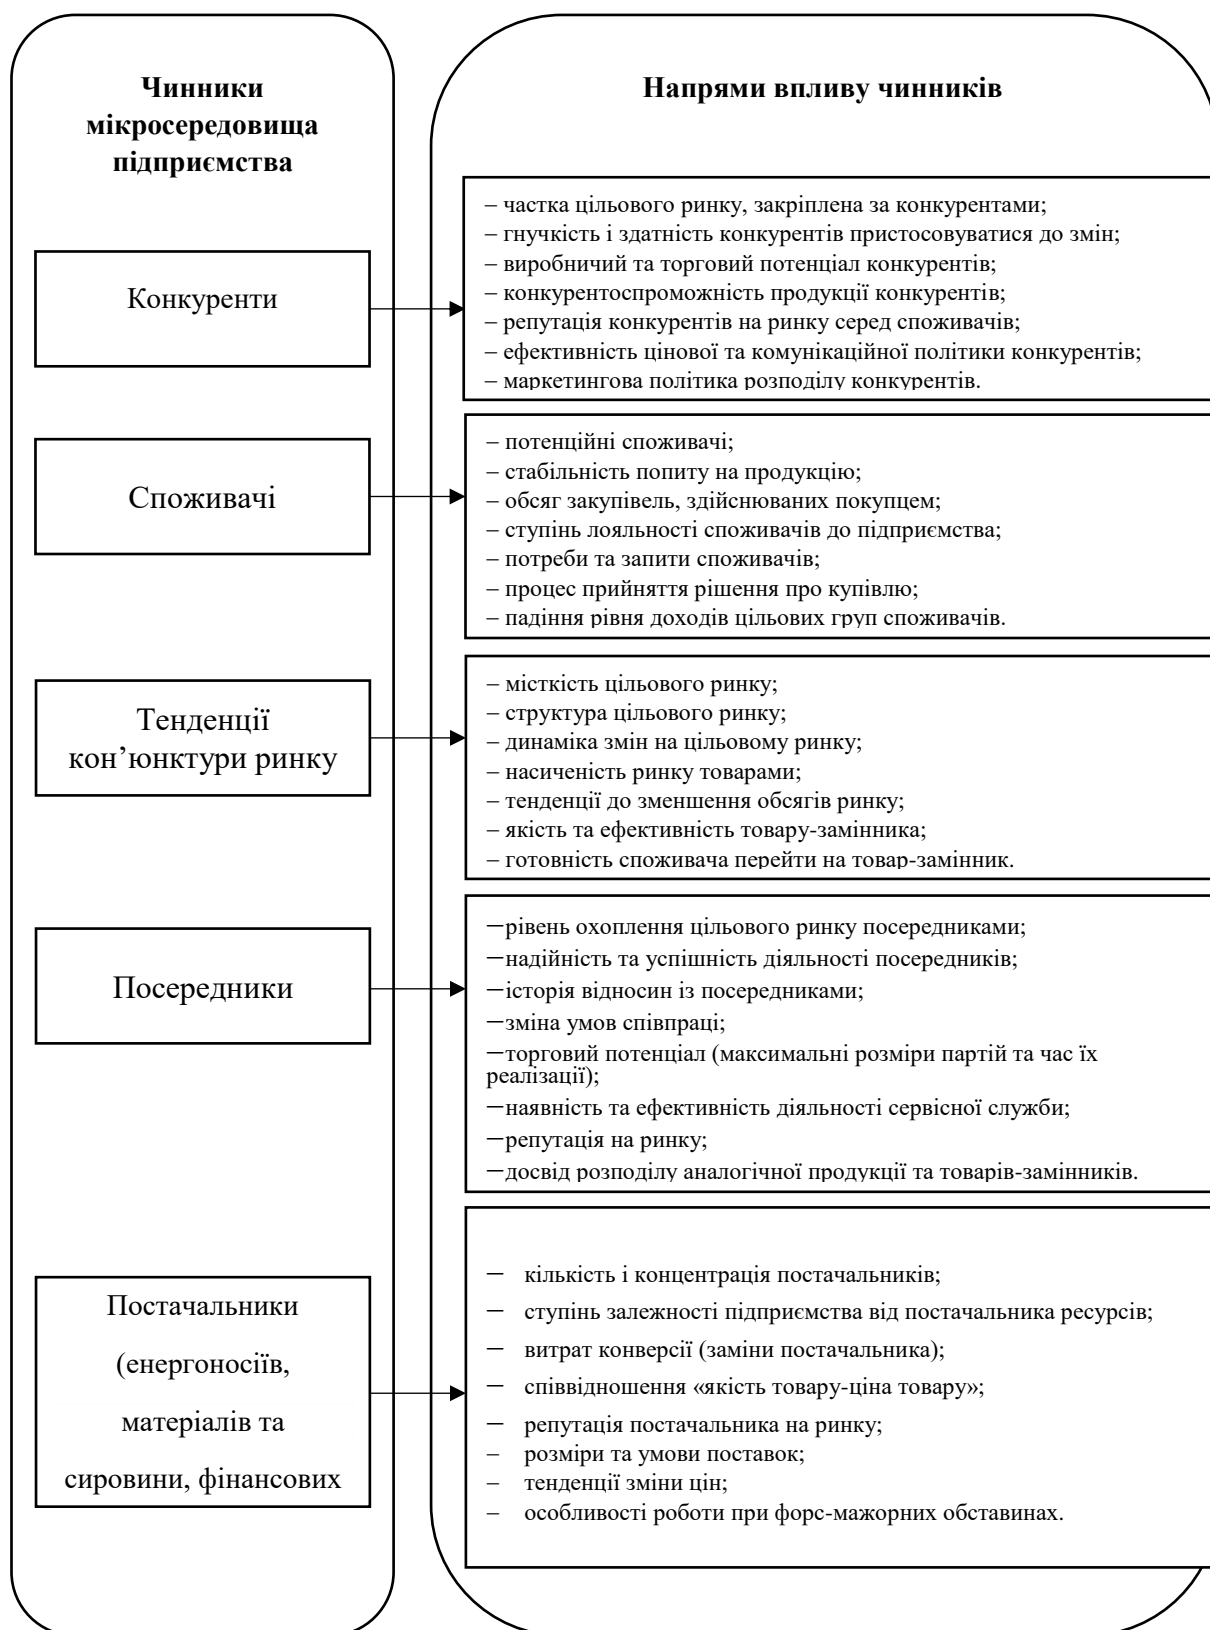 Чинники
мікросередовища
підприємства
Напрями впливу чинників
Конкуренти
– частка цільового ринку, закріплена за конкурентами;
– гнучкість і здатність конкурентів пристосовуватися до змін;
– виробничий та торговий потенціал конкурентів;
– конкурентоспроможність продукції конкурентів;
– репутація конкурентів на ринку серед споживачів;
– ефективність цінової та комунікаційної політики конкурентів;
– маркетингова політика розподілу конкурентів.
Споживачі
– потенційні споживачі;
– стабільність попиту на продукцію;
– обсяг закупівель, здійснюваних покупцем;
– ступінь лояльності споживачів до підприємства;
– потреби та запити споживачів;
– процес прийняття рішення про купівлю;
– падіння рівня доходів цільових груп споживачів.
Тенденції
кон’юнктури ринку
– місткість цільового ринку;
– структура цільового ринку;
– динаміка змін на цільовому ринку;
– насиченість ринку товарами;
– тенденції до зменшення обсягів ринку;
– якість та ефективність товару-замінника;
– готовність споживача перейти на товар-замінник.
Посередники
—рівень охоплення цільового ринку посередниками;
—надійність та успішність діяльності посередників;
—історія відносин із посередниками;
—зміна умов співпраці;
—торговий потенціал (максимальні розміри партій та час їх
реалізації);
—наявність та ефективність діяльності сервісної служби;
—репутація на ринку;
—досвід розподілу аналогічної продукції та товарів-замінників.
Постачальники
(енергоносіїв,
матеріалів та
сировини, фінансових
— кількість і концентрація постачальників;
— ступінь залежності підприємства від постачальника ресурсів;
— витрат конверсії (заміни постачальника);
— співвідношення «якість товару-ціна товару»;
— репутація постачальника на ринку;
– розміри та умови поставок;
– тенденції зміни цін;
– особливості роботи при форс-мажорних обставинах.